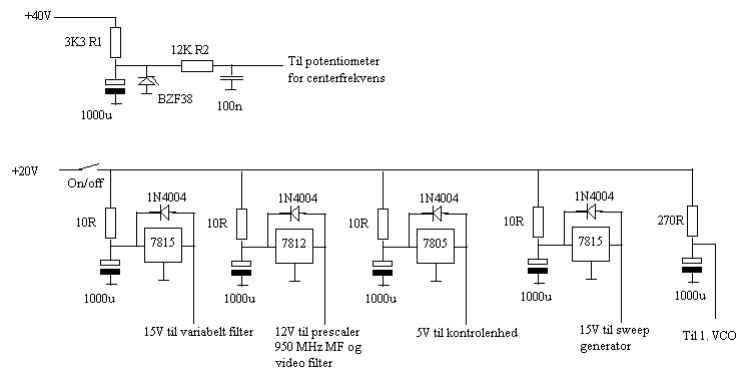 +40V
3K3 R1
12K R2
Til potentiometer
for centerfrekvens
BZF38
100n
1000u
+20V
On/off
1N4004
1N4004
1N4004
1N4004
10R
7815
10R
7812
10R
7805
10R
7815
270R
1000u
1000u
1000u
1000u
1000u
15V til variabelt filter
12V til prescaler
950 MHz MF og
video filter
5V til kontrolenhed
15V til sweep
generator
Til 1. VCO